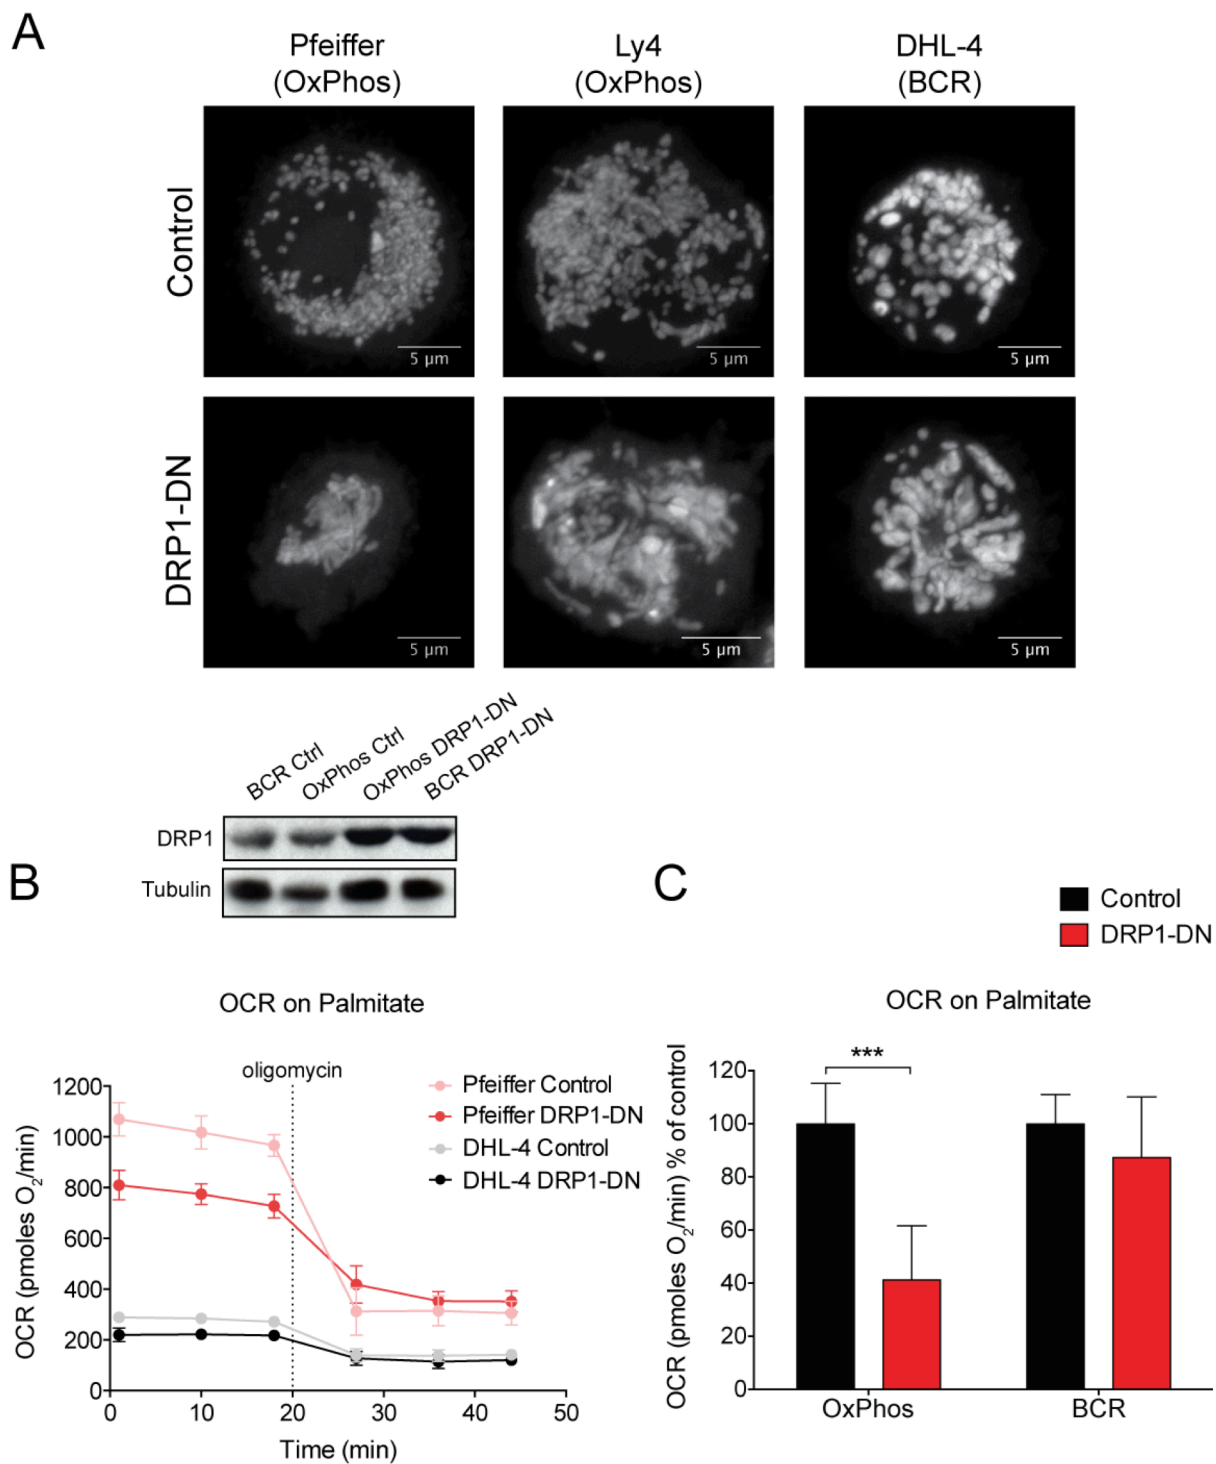 A
Pfeiffer
(OxPhos)
Ly4
(OxPhos)
DHL-4
(BCR)
Control
5 µm
5 µm
5 µm
DRP1-DN
5 µm
5 µm
5 µm
BCR Ctrl
OxPhos Ctrl
OxPhos DRP1-DN
BCR DRP1-DN
DRP1
Tubulin
B
OCR on Palmitate
oligomycin
Pfeiffer Control
Pfeiffer DRP1-DN
DHL-4 Control
DHL-4 DRP1-DN
OCR (pmoles O₂/min)
1200
1000
800
600
400
200
0
0 10 20 30 40 50
Time (min)
C
Control
DRP1-DN
OCR on Palmitate
***
OCR (pmoles O₂/min) % of control
120
100
80
60
40
20
0
OxPhos BCR